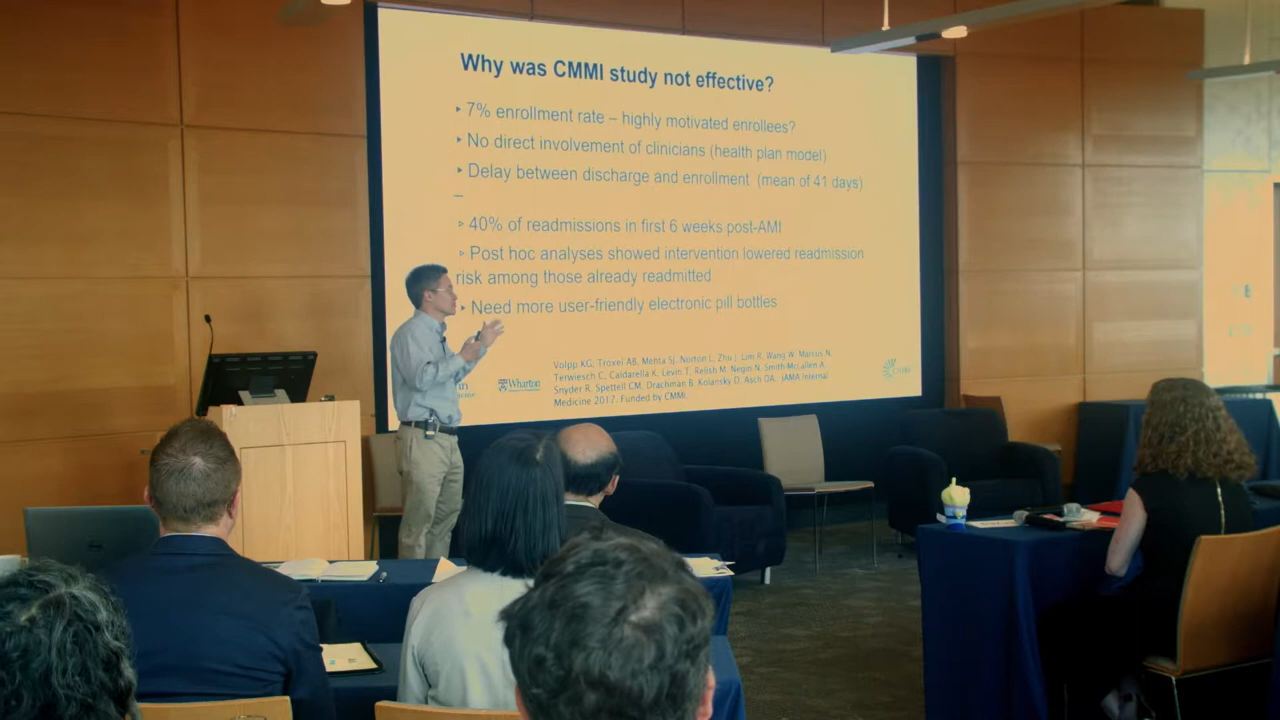 Why was CMMI study not effective?
‣ 7% enrollment rate – highly motivated enrollees?
‣ No direct involvement of clinicians (health plan model)
‣ Delay between discharge and enrollment (mean of 41 days)
–
▹ 40% of readmissions in first 6 weeks post-AMI
▹ Post hoc analyses showed intervention lowered readmission
risk among those already readmitted
‣ Need more user-friendly electronic pill bottles
Volpp KG, Troxel AB, Mehta SJ, Norton L, Zhu J, Lim R, Wang W, Marcus N,
Terwiesch C, Caldarella K, Levin T, Relish M, Negin N, Smith-McLallen A,
Snyder R, Spettell CM, Drachman B, Kolansky D, Asch DA. JAMA Internal
Medicine 2017. Funded by CMMI.
Wharton